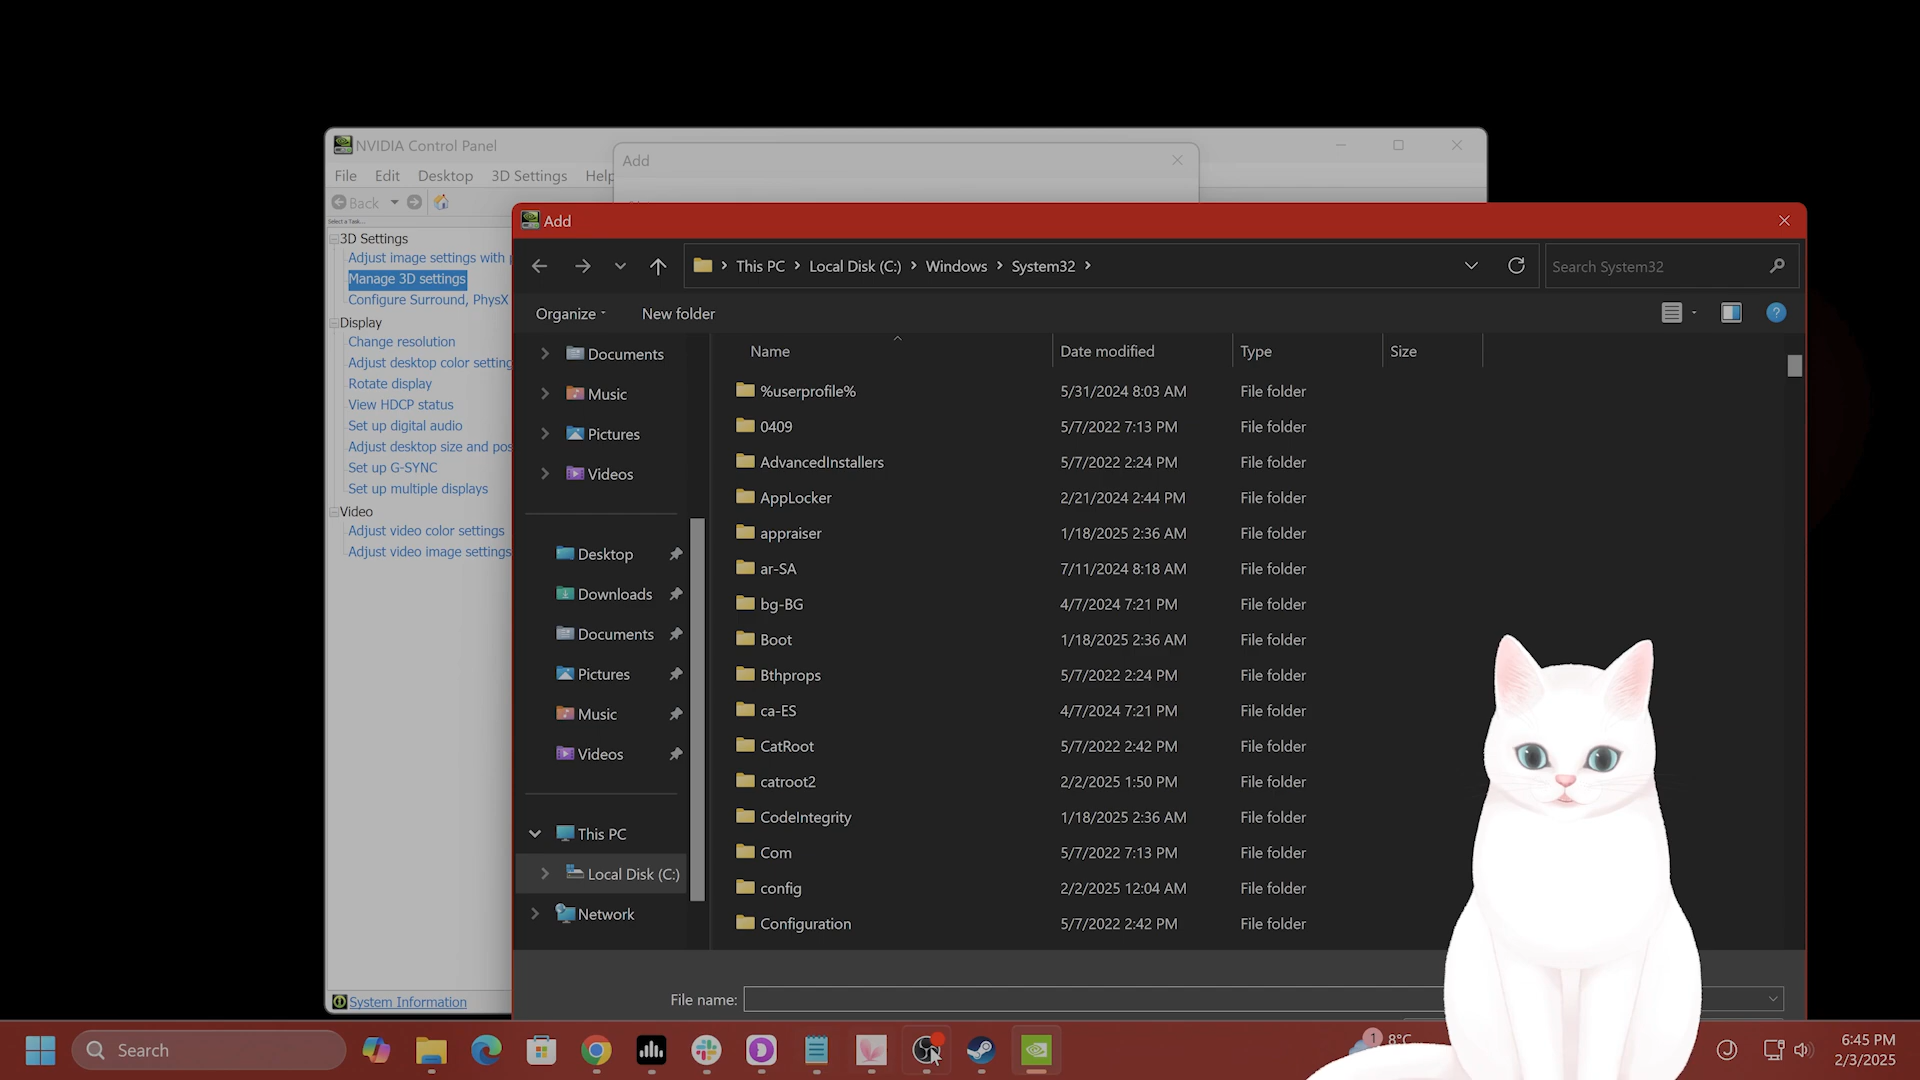 NVIDIA Control Panel
File Edit Desktop 3D Settings Help
Back
Select a Task...
3D Settings
Adjust image settings with
Manage 3D settings
Configure Surround, PhysX
Display
Change resolution
Adjust desktop color setting
Rotate display
View HDCP status
Set up digital audio
Adjust desktop size and pos
Set up G-SYNC
Set up multiple displays
Video
Adjust video color settings
Adjust video image settings
System Information
Add
Add
This PC Local Disk (C:) Windows System32
Search System32
Organize New folder
Documents
Music
Pictures
Videos
Desktop
Downloads
Documents
Pictures
Music
Videos
This PC
Local Disk (C:)
Network
Name Date modified Type Size
%userprofile% 5/31/2024 8:03 AM File folder
0409 5/7/2022 7:13 PM File folder
AdvancedInstallers 5/7/2022 2:24 PM File folder
AppLocker 2/21/2024 2:44 PM File folder
appraiser 1/18/2025 2:36 AM File folder
ar-SA 7/11/2024 8:18 AM File folder
bg-BG 4/7/2024 7:21 PM File folder
Boot 1/18/2025 2:36 AM File folder
Bthprops 5/7/2022 2:24 PM File folder
ca-ES 4/7/2024 7:21 PM File folder
CatRoot 5/7/2022 2:42 PM File folder
catroot2 2/2/2025 1:50 PM File folder
CodeIntegrity 1/18/2025 2:36 AM File folder
Com 5/7/2022 7:13 PM File folder
config 2/2/2025 12:04 AM File folder
Configuration 5/7/2022 2:42 PM File folder
File name:
Search
1
8°C
6:45 PM
2/3/2025